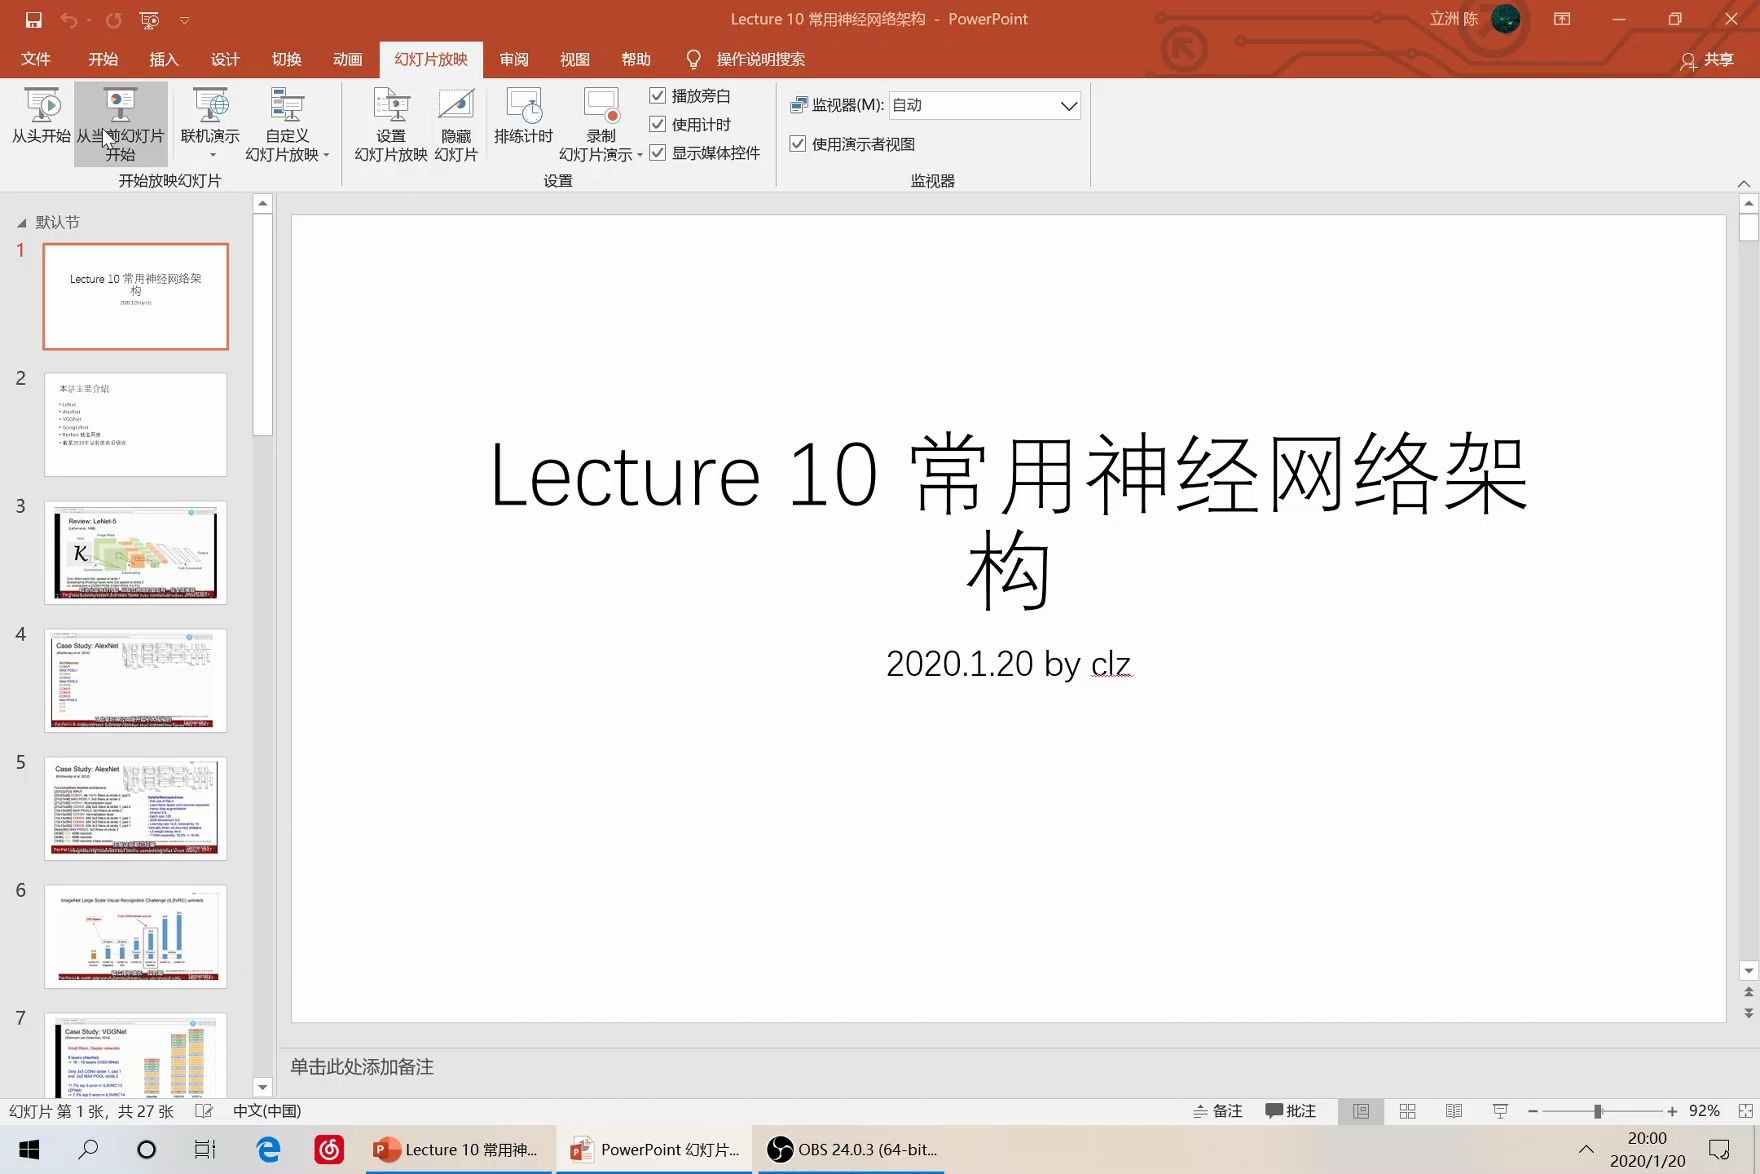 Lecture 10 常用神经网络架构 - PowerPoint
立洲 陈
文件 开始 插入 设计 切换 动画 幻灯片放映 审阅 视图 帮助 操作说明搜索 共享
从头开始
从当前幻灯片
开始
联机演示
自定义
幻灯片放映
设置
幻灯片放映
隐藏
幻灯片
排练计时
录制
幻灯片演示
播放旁白
使用计时
显示媒体控件
监视器(M): 自动
使用演示者视图
开始放映幻灯片
设置
监视器
默认节
1
Lecture 10 常用神经网络架
构
2020.1.20 by clz
2
本讲主要介绍
• LeNet
• AlexNet
• VGGNet
• GoogLeNet
3
Review: LeNet-5
4
Case Study: AlexNet
5
Case Study: AlexNet
6
ImageNet Large Scale Visual Recognition Challenge (ILSVRC) winners
7
Case Study: VGGNet
Small filters, Deeper networks
Lecture 10 常用神经网络架
构
2020.1.20 by clz
单击此处添加备注
幻灯片 第 1 张，共 27 张 中文(中国) 备注 批注 92%
Lecture 10 常用神...
PowerPoint 幻灯片...
OBS 24.0.3 (64-bit...
20:00
2020/1/20